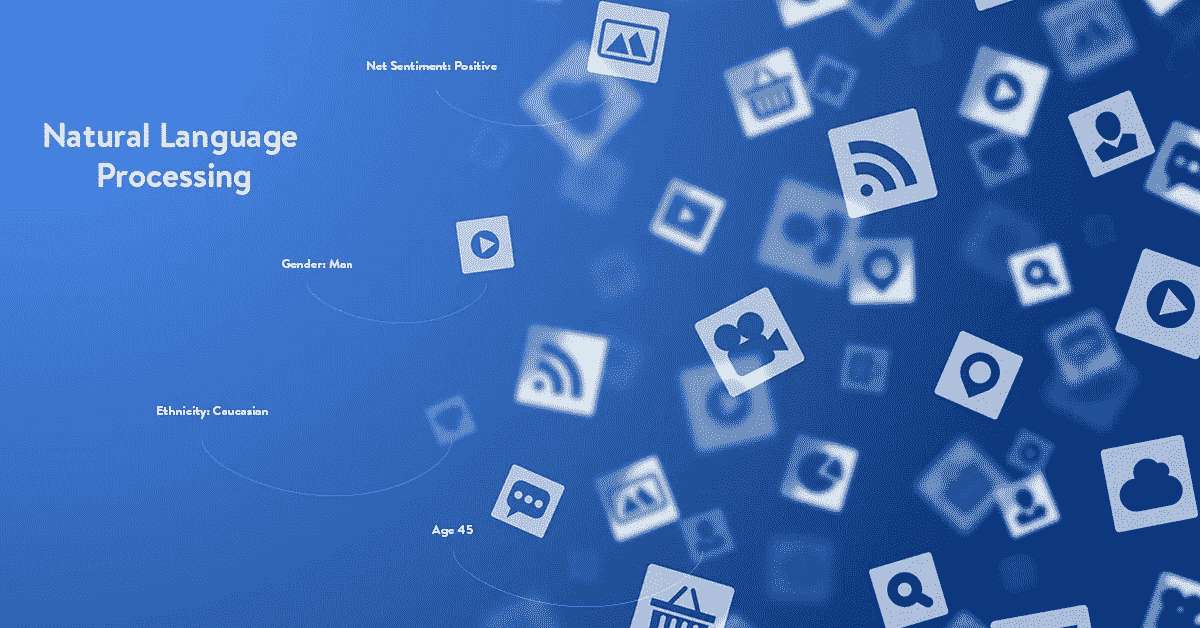 Net Sentiment: Positive
Natural Language
Processing
Gender: Man
Ethnicity: Caucasian
Age 45